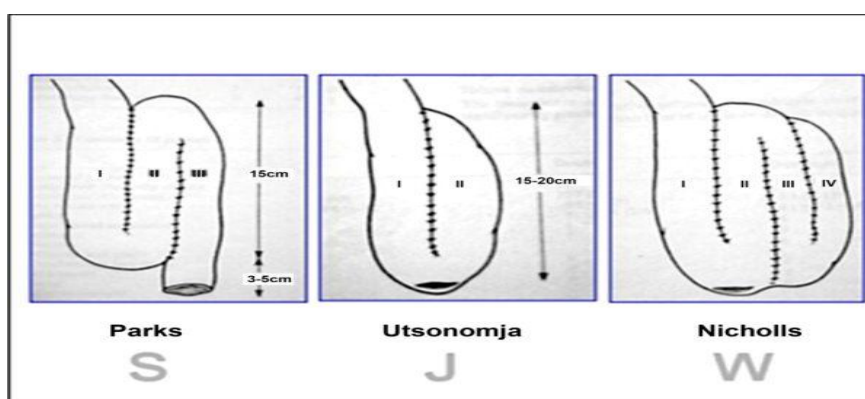 I II III 15cm 3-5cm
I II 15-20cm
I II III IV
Parks Utsonomja Nicholls
S J W